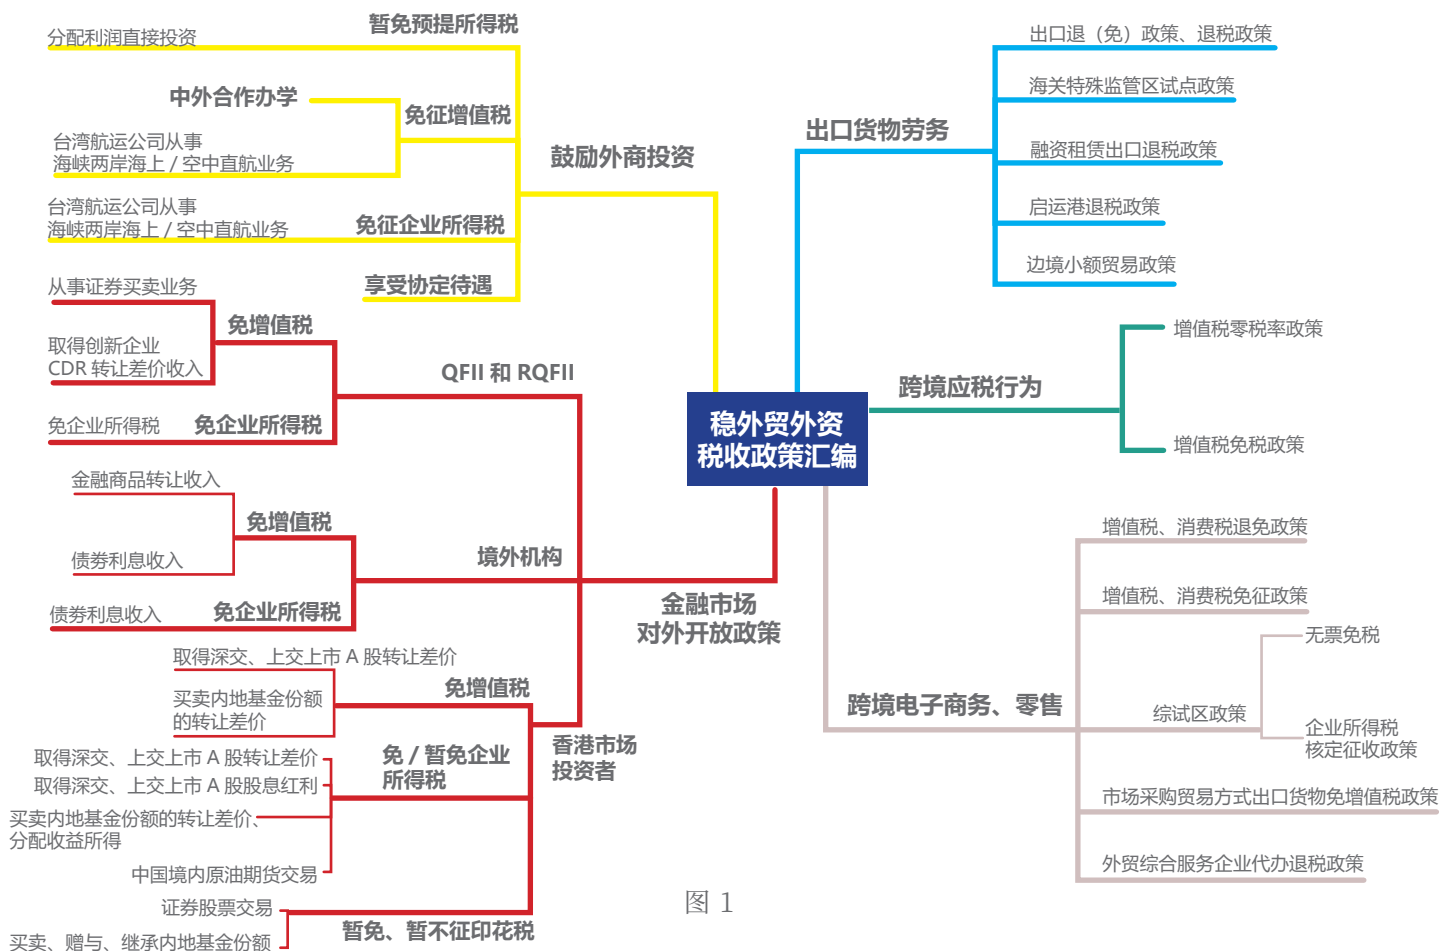 稳外贸外资
税收政策汇编
鼓励外商投资
暂免预提所得税
分配利润直接投资
免征增值税
中外合作办学
台湾航运公司从事
海峡两岸海上 / 空中直航业务
免征企业所得税
台湾航运公司从事
海峡两岸海上 / 空中直航业务
享受协定待遇
金融市场
对外开放政策
QFII 和 RQFII
免增值税
从事证券买卖业务
取得创新企业
CDR 转让差价收入
免企业所得税
免企业所得税
境外机构
免增值税
金融商品转让收入
债券利息收入
免企业所得税
债券利息收入
香港市场
投资者
免增值税
取得深交、上交上市 A 股转让差价
买卖内地基金份额
的转让差价
免 / 暂免企业
所得税
取得深交、上交上市 A 股转让差价
取得深交、上交上市 A 股股息红利
买卖内地基金份额的转让差价、
分配收益所得
中国境内原油期货交易
暂免、暂不征印花税
证券股票交易
买卖、赠与、继承内地基金份额
出口货物劳务
出口退（免）政策、退税政策
海关特殊监管区试点政策
融资租赁出口退税政策
启运港退税政策
边境小额贸易政策
跨境应税行为
增值税零税率政策
增值税免税政策
跨境电子商务、零售
增值税、消费税退免政策
增值税、消费税免征政策
综试区政策
无票免税
企业所得税
核定征收政策
市场采购贸易方式出口货物免增值税政策
外贸综合服务企业代办退税政策
图 1